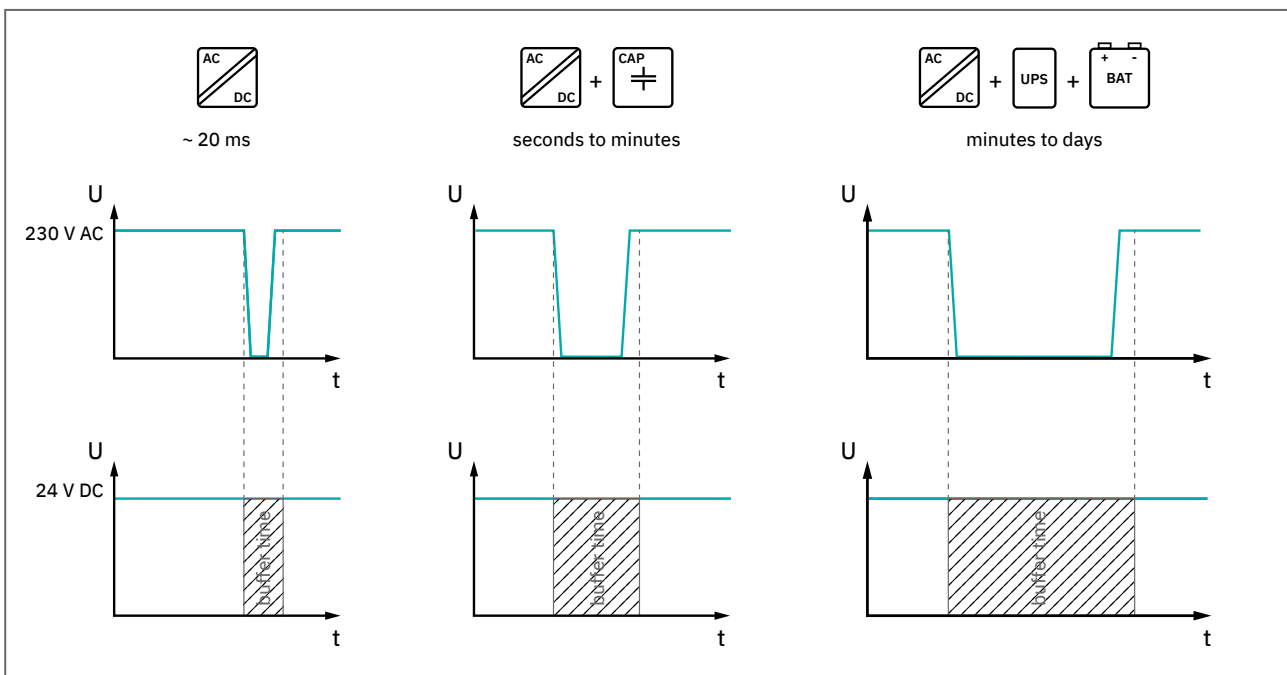 AC
DC
~ 20 ms
AC
DC
+
CAP
seconds to minutes
AC
DC
+
UPS
+
+ -
BAT
minutes to days
U
230 V AC
t
U
t
U
t
U
24 V DC
buffer time
t
U
buffer time
t
U
buffer time
t